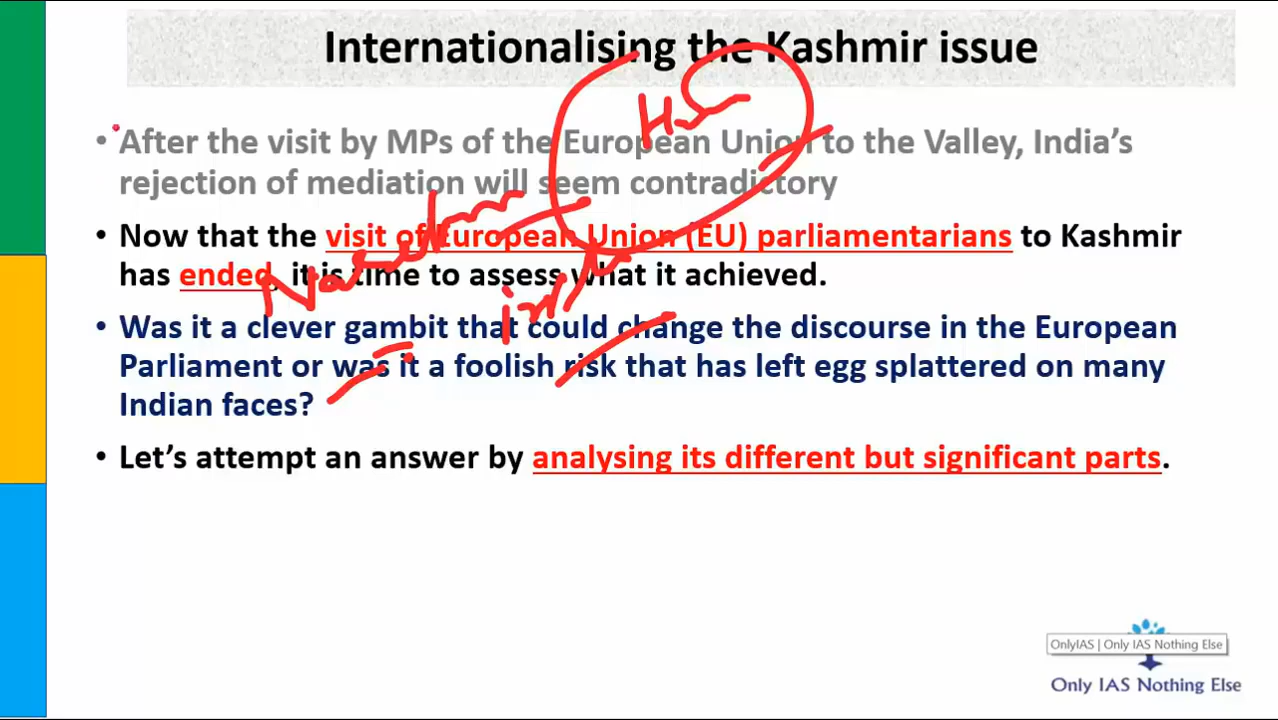 Internationalising the Kashmir issue
• After the visit by MPs of the European Union to the Valley, India's
rejection of mediation will seem contradictory
• Now that the visit of European Union (EU) parliamentarians to Kashmir
has ended, it is time to assess what it achieved.
• Was it a clever gambit that could change the discourse in the European
Parliament or was it a foolish risk that has left egg splattered on many
Indian faces?
• Let's attempt an answer by analysing its different but significant parts.
OnlyIAS | Only IAS Nothing Else
Only IAS Nothing Else